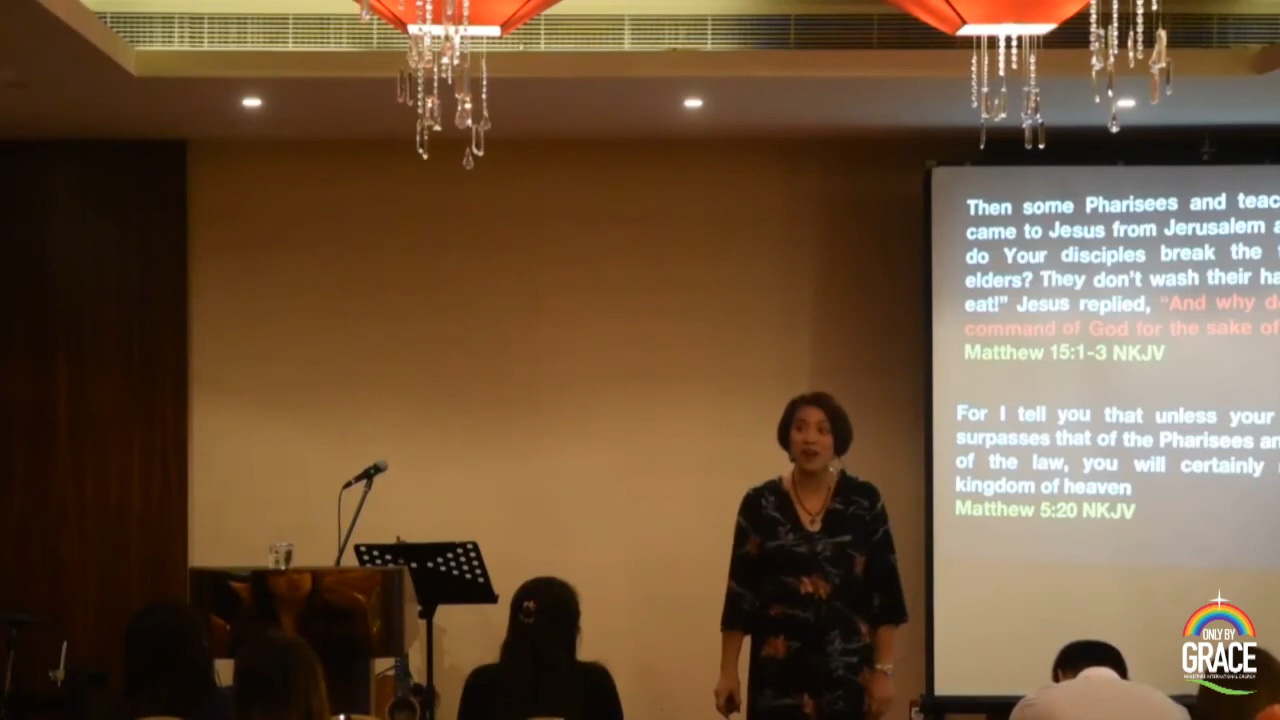 Then some Pharisees and teac
came to Jesus from Jerusalem a
do Your disciples break the t
elders? They don't wash their ha
eat!" Jesus replied, "And why d
command of God for the sake of
Matthew 15:1-3 NKJV
For I tell you that unless your
surpasses that of the Pharisees an
of the law, you will certainly
kingdom of heaven
Matthew 5:20 NKJV
ONLY BY
GRACE
MINISTRIES INTERNATIONAL CHURCH